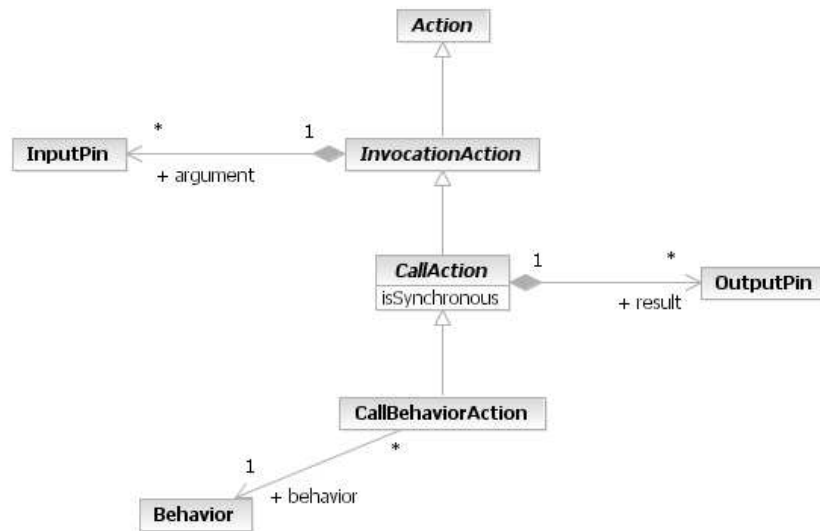 Action
* 1
InputPin InvocationAction
+ argument
CallAction 1 *
isSynchronous OutputPin
+ result
CallBehaviorAction
*
1
+ behavior
Behavior